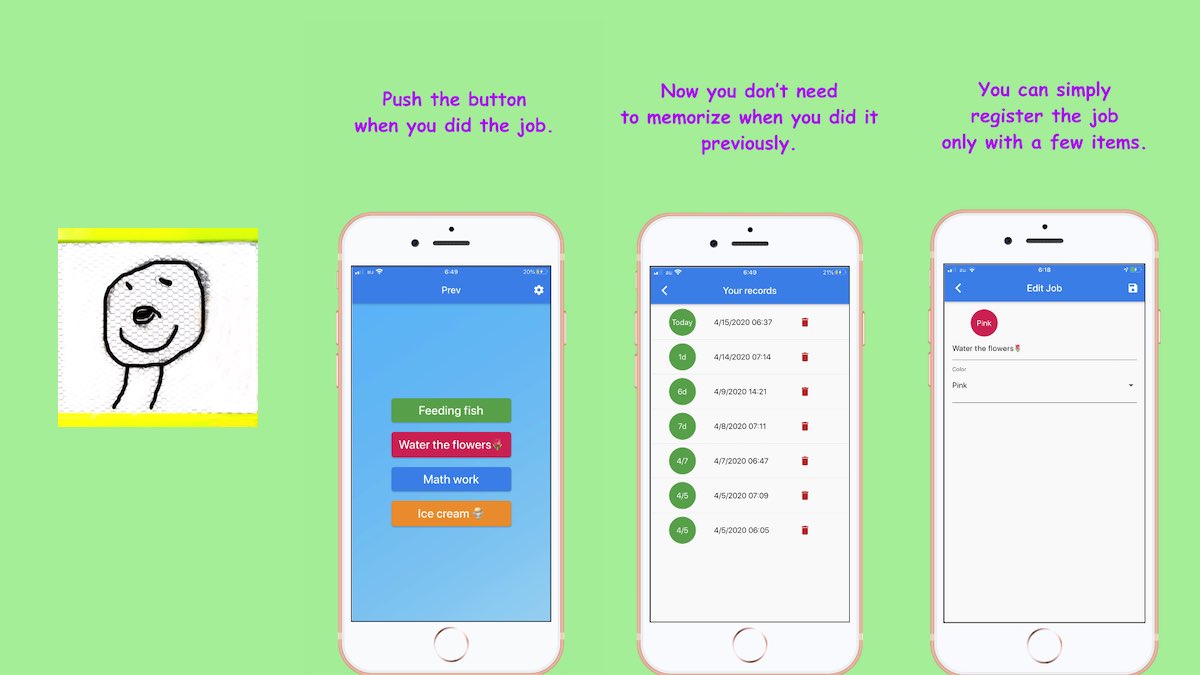 Push the button
when you did the job.
Now you don't need
to memorize when you did it
previously.
You can simply
register the job
only with a few items.
au 6:49 20%
Prev
Feeding fish
Water the flowers🌹
Math work
Ice cream 🍨
au 6:49 21%
Your records
Today 4/15/2020 06:37
1d 4/14/2020 07:14
6d 4/9/2020 14:21
7d 4/8/2020 07:11
4/7 4/7/2020 06:47
4/5 4/5/2020 07:09
4/5 4/5/2020 06:05
au 6:18
Edit Job
Pink
Water the flowers🌹
Color
Pink